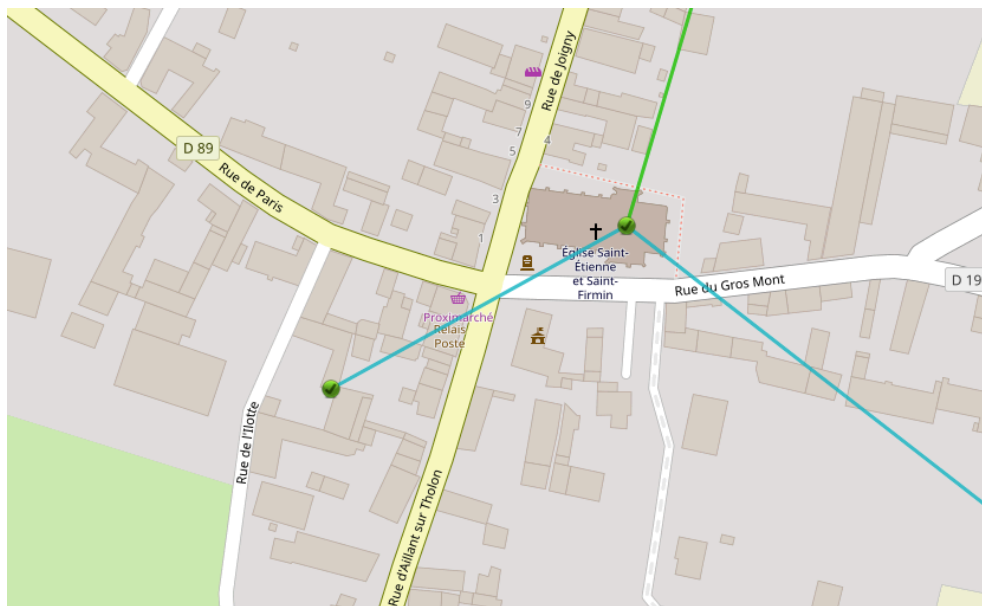 Rue de Joigny
9
7
4
5
D 89
Rue de Paris
3
1
Église Saint-
Étienne
et Saint-
Firmin
Rue du Gros Mont
D 19
Proximarché
Relais
Poste
Rue de l'Ilotte
Rue d'Aillant sur Tholon